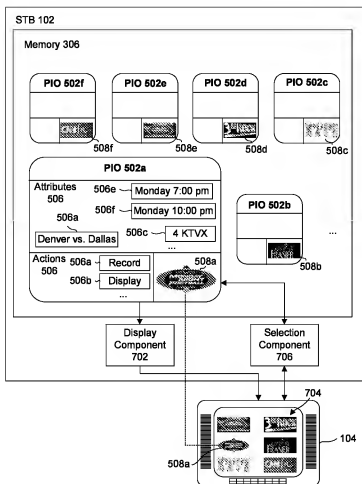 STB 102
Memory 306
PIO 502f
PIO 502e
PIO 502d
PIO 502c
508f
508e
508d
508c
PIO 502a
Attributes
506
506e
Monday 7:00 pm
506f
Monday 10:00 pm
506a
506c
4 KTVX
Denver vs. Dallas
...
PIO 502b
...
508b
Actions
506
506a
Record
508a
506b
Display
...
Display
Component
702
Selection
Component
706
704
104
508a